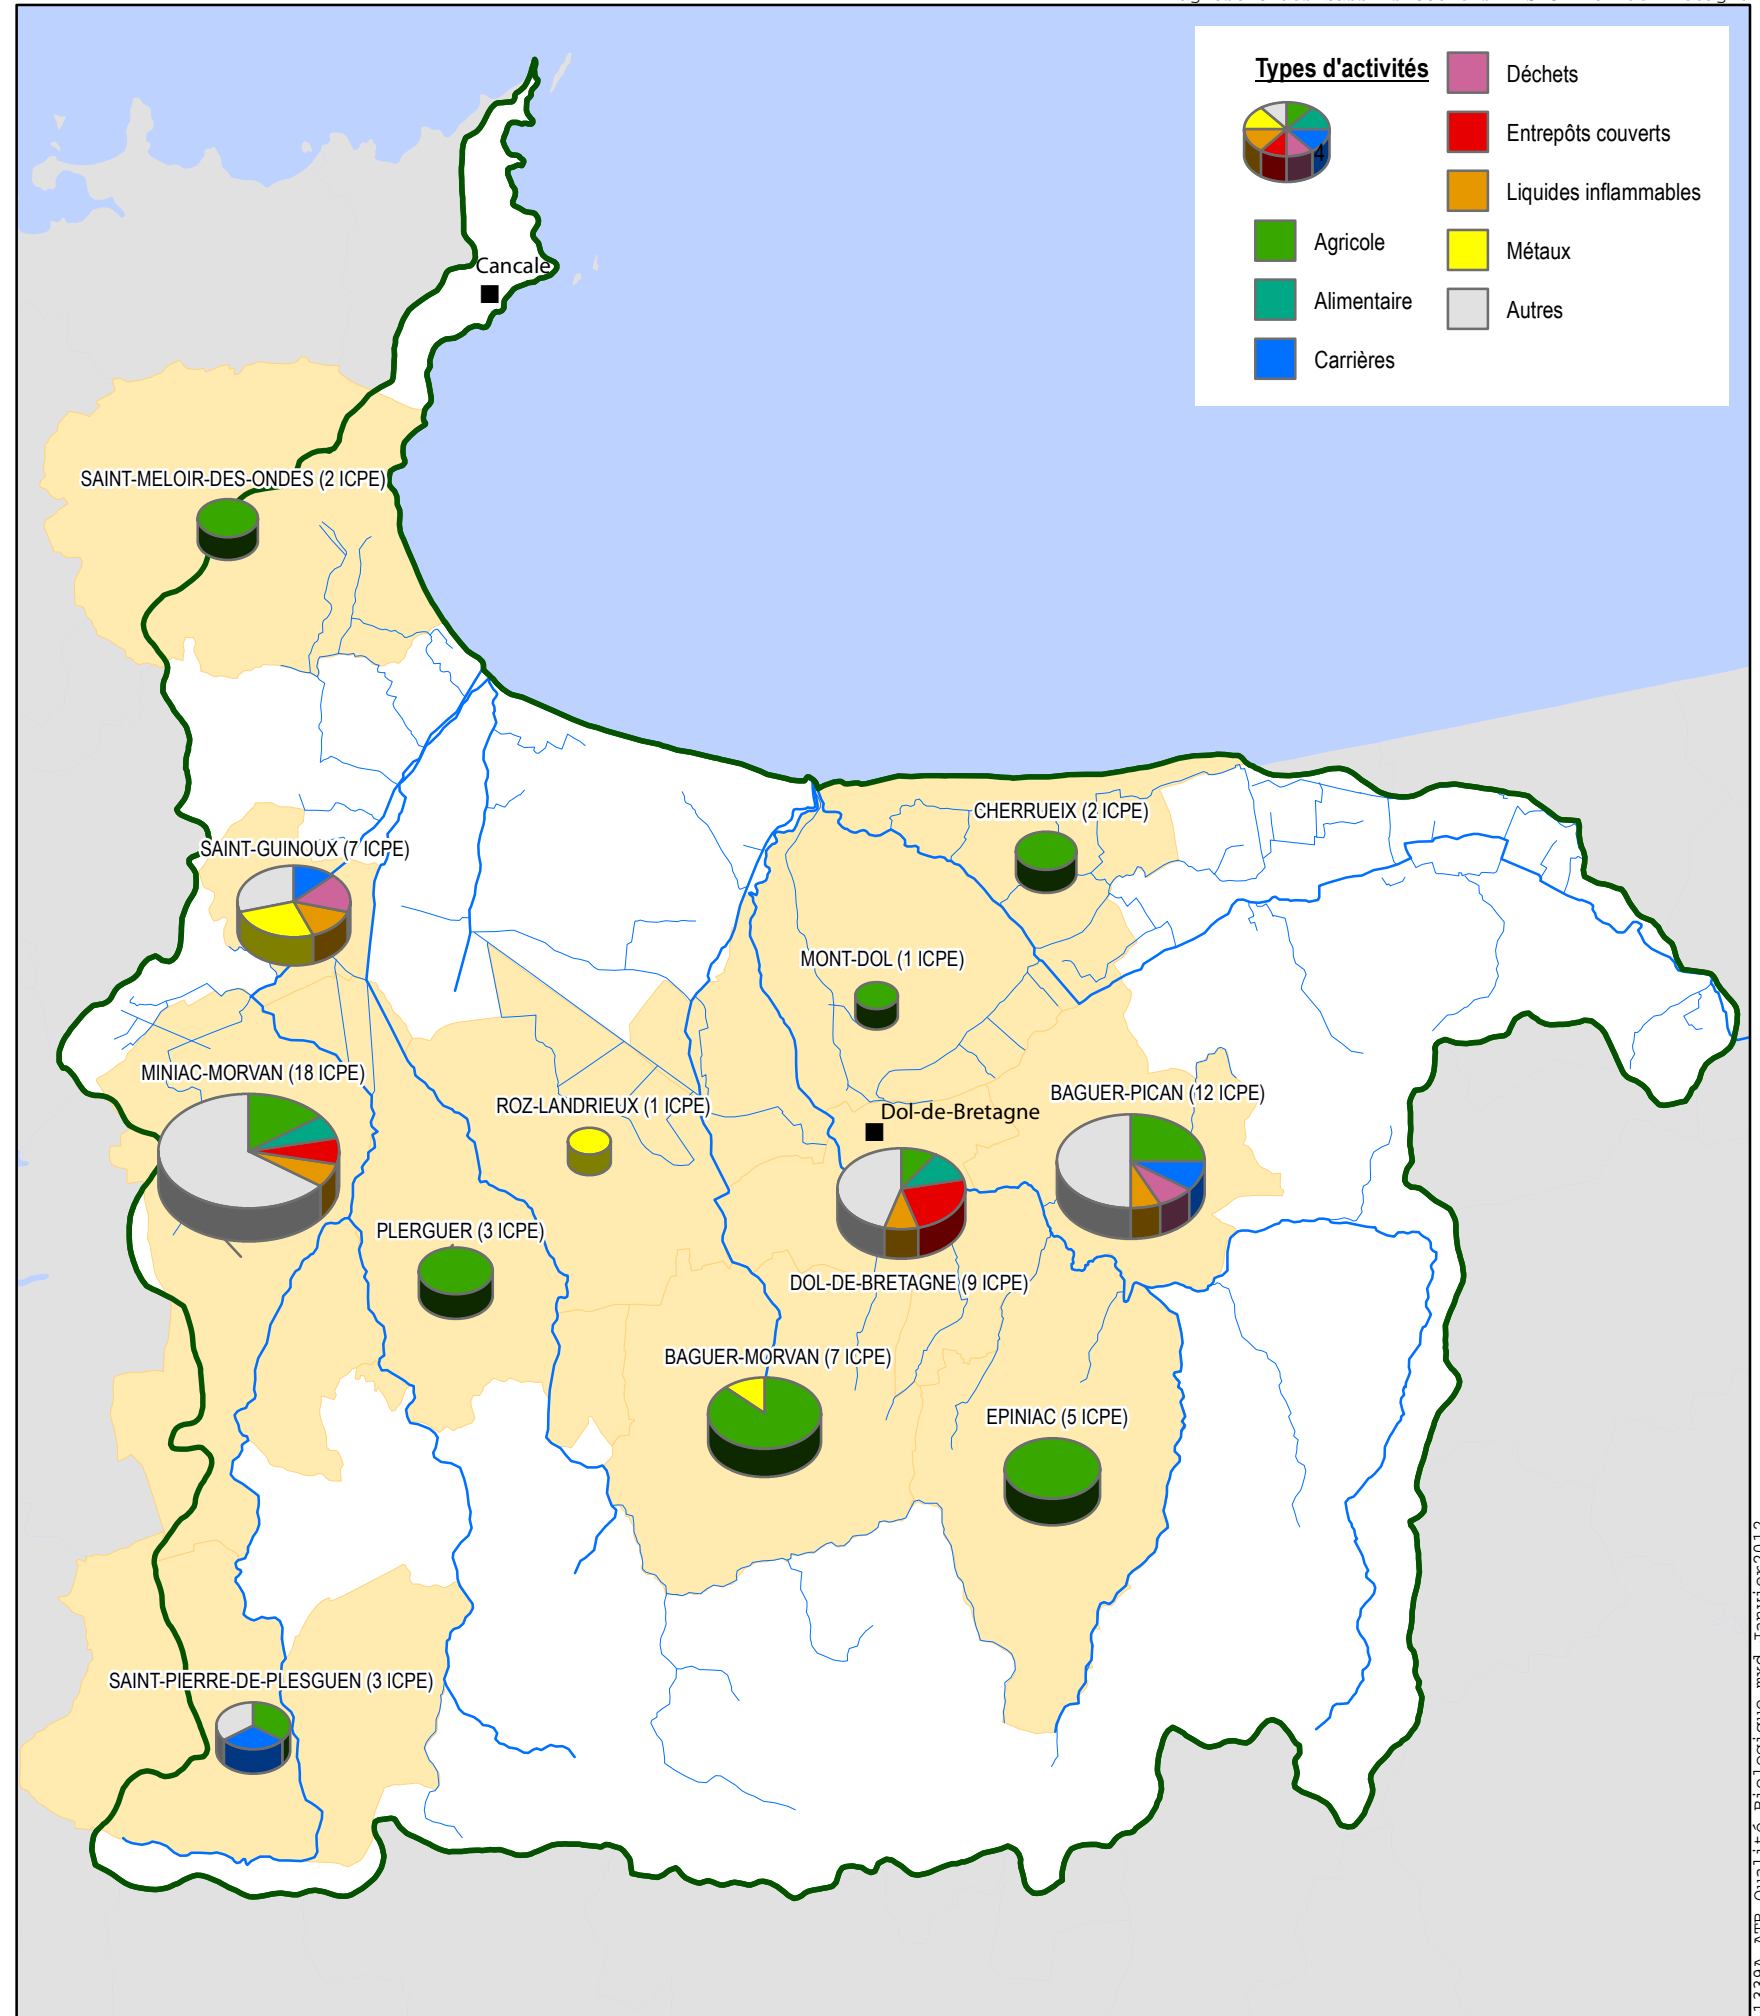 Types d'activités
4
Agricole
Alimentaire
Carrières
Déchets
Entrepôts couverts
Liquides inflammables
Métaux
Autres
Cancale
SAINT-MELOIR-DES-ONDES (2 ICPE)
CHERRUEIX (2 ICPE)
SAINT-GUINOUX (7 ICPE)
MONT-DOL (1 ICPE)
MINIAC-MORVAN (18 ICPE)
BAGUER-PICAN (12 ICPE)
ROZ-LANDRIEUX (1 ICPE)
Dol-de-Bretagne
PLERGUER (3 ICPE)
DOL-DE-BRETAGNE (9 ICPE)
BAGUER-MORVAN (7 ICPE)
EPINIAC (5 ICPE)
SAINT-PIERRE-DE-PLESGUEN (3 ICPE)